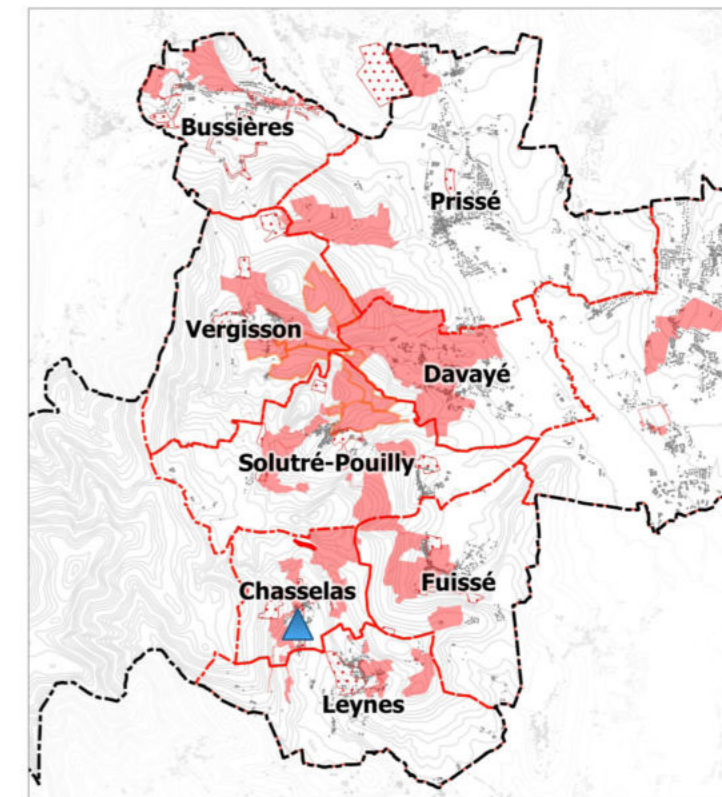 Bussières
Prissé
Vergisson
Davayé
Solutré-Pouilly
Chasselas
Fuissé
Leynes